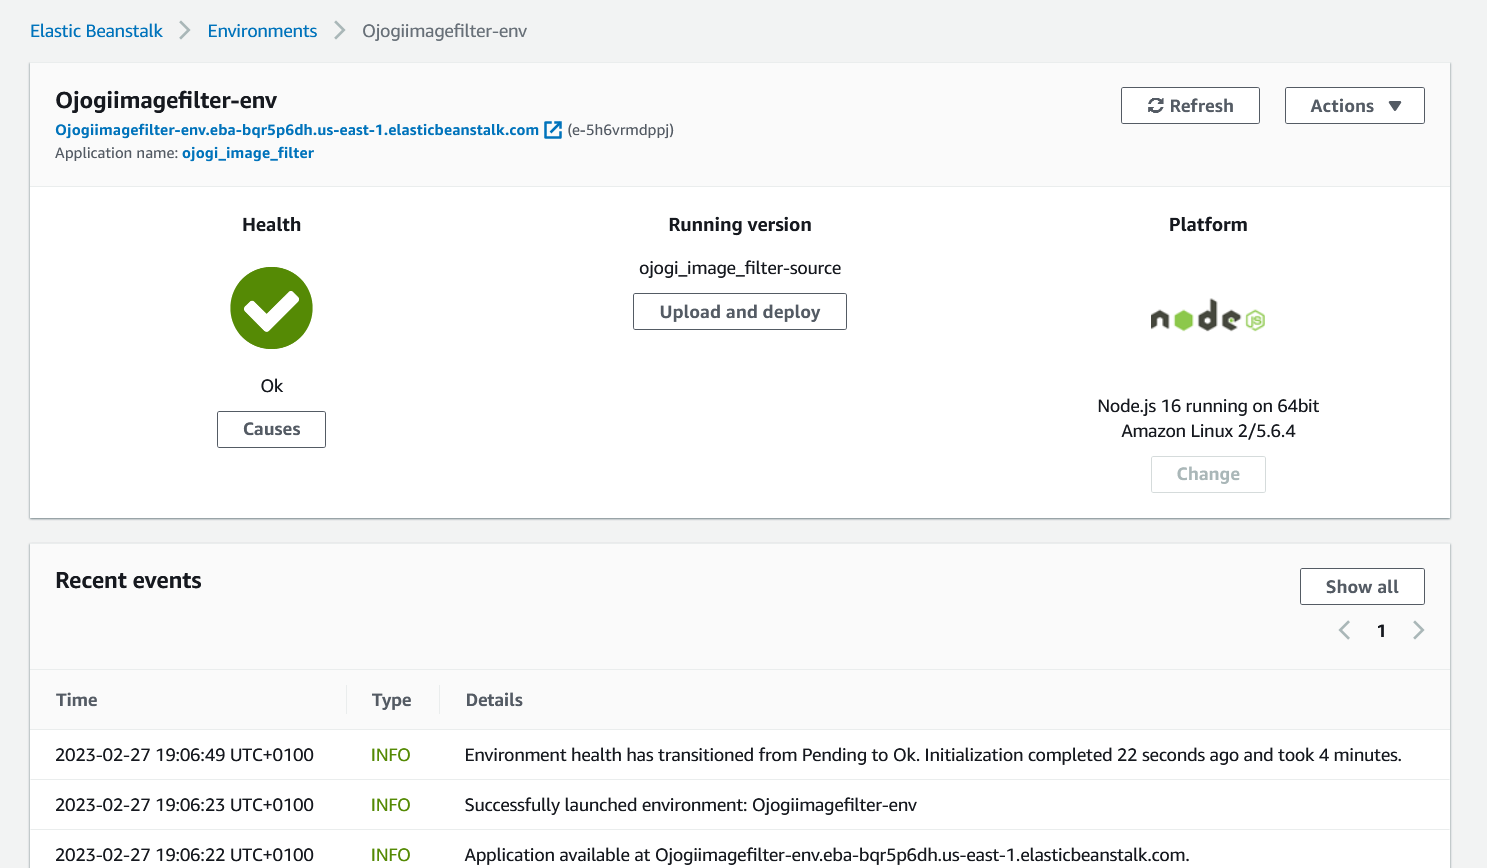 Elastic Beanstalk > Environments > Ojogiimagefilter-env
Ojogiimagefilter-env
Refresh
Actions ▼
Ojogiimagefilter-env.eba-bqr5p6dh.us-east-1.elasticbeanstalk.com (e-5h6vrmdppj)
Application name: ojogi_image_filter
Health
Ok
Causes
Running version
ojogi_image_filter-source
Upload and deploy
Platform
node JS
Node.js 16 running on 64bit
Amazon Linux 2/5.6.4
Change
Recent events
Show all
< 1 >
Time Type Details
2023-02-27 19:06:49 UTC+0100 INFO Environment health has transitioned from Pending to Ok. Initialization completed 22 seconds ago and took 4 minutes.
2023-02-27 19:06:23 UTC+0100 INFO Successfully launched environment: Ojogiimagefilter-env
2023-02-27 19:06:22 UTC+0100 INFO Application available at Ojogiimagefilter-env.eba-bqr5p6dh.us-east-1.elasticbeanstalk.com.